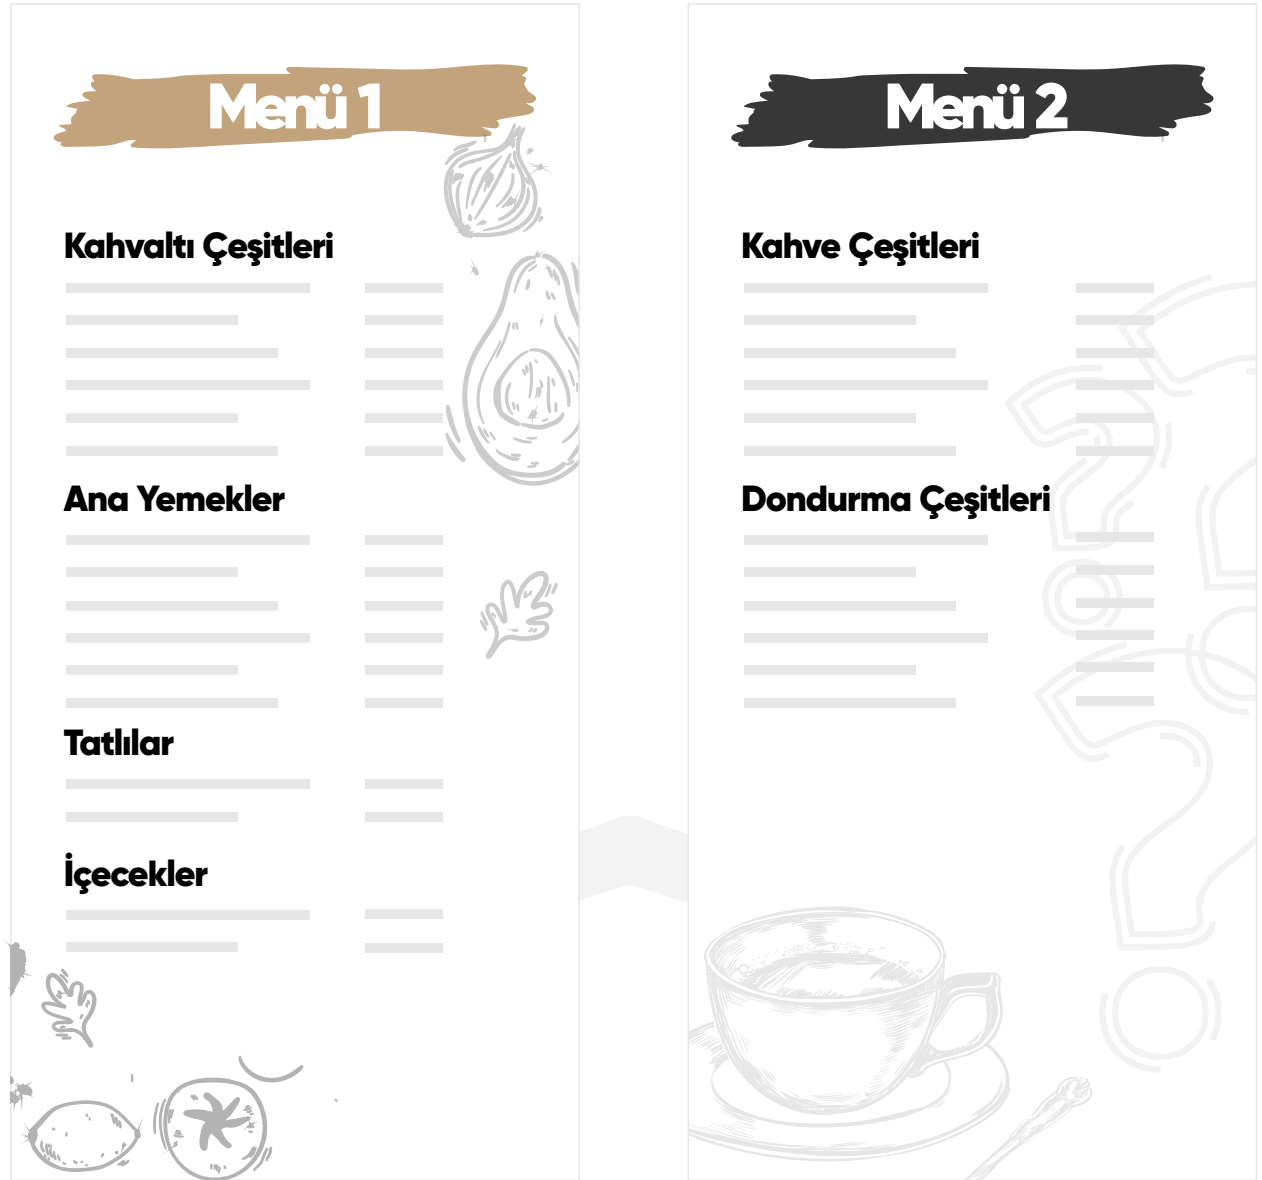 Menü 1
Kahvaltı Çeşitleri
Ana Yemekler
Tatlılar
İçecekler
Menü 2
Kahve Çeşitleri
Dondurma Çeşitleri